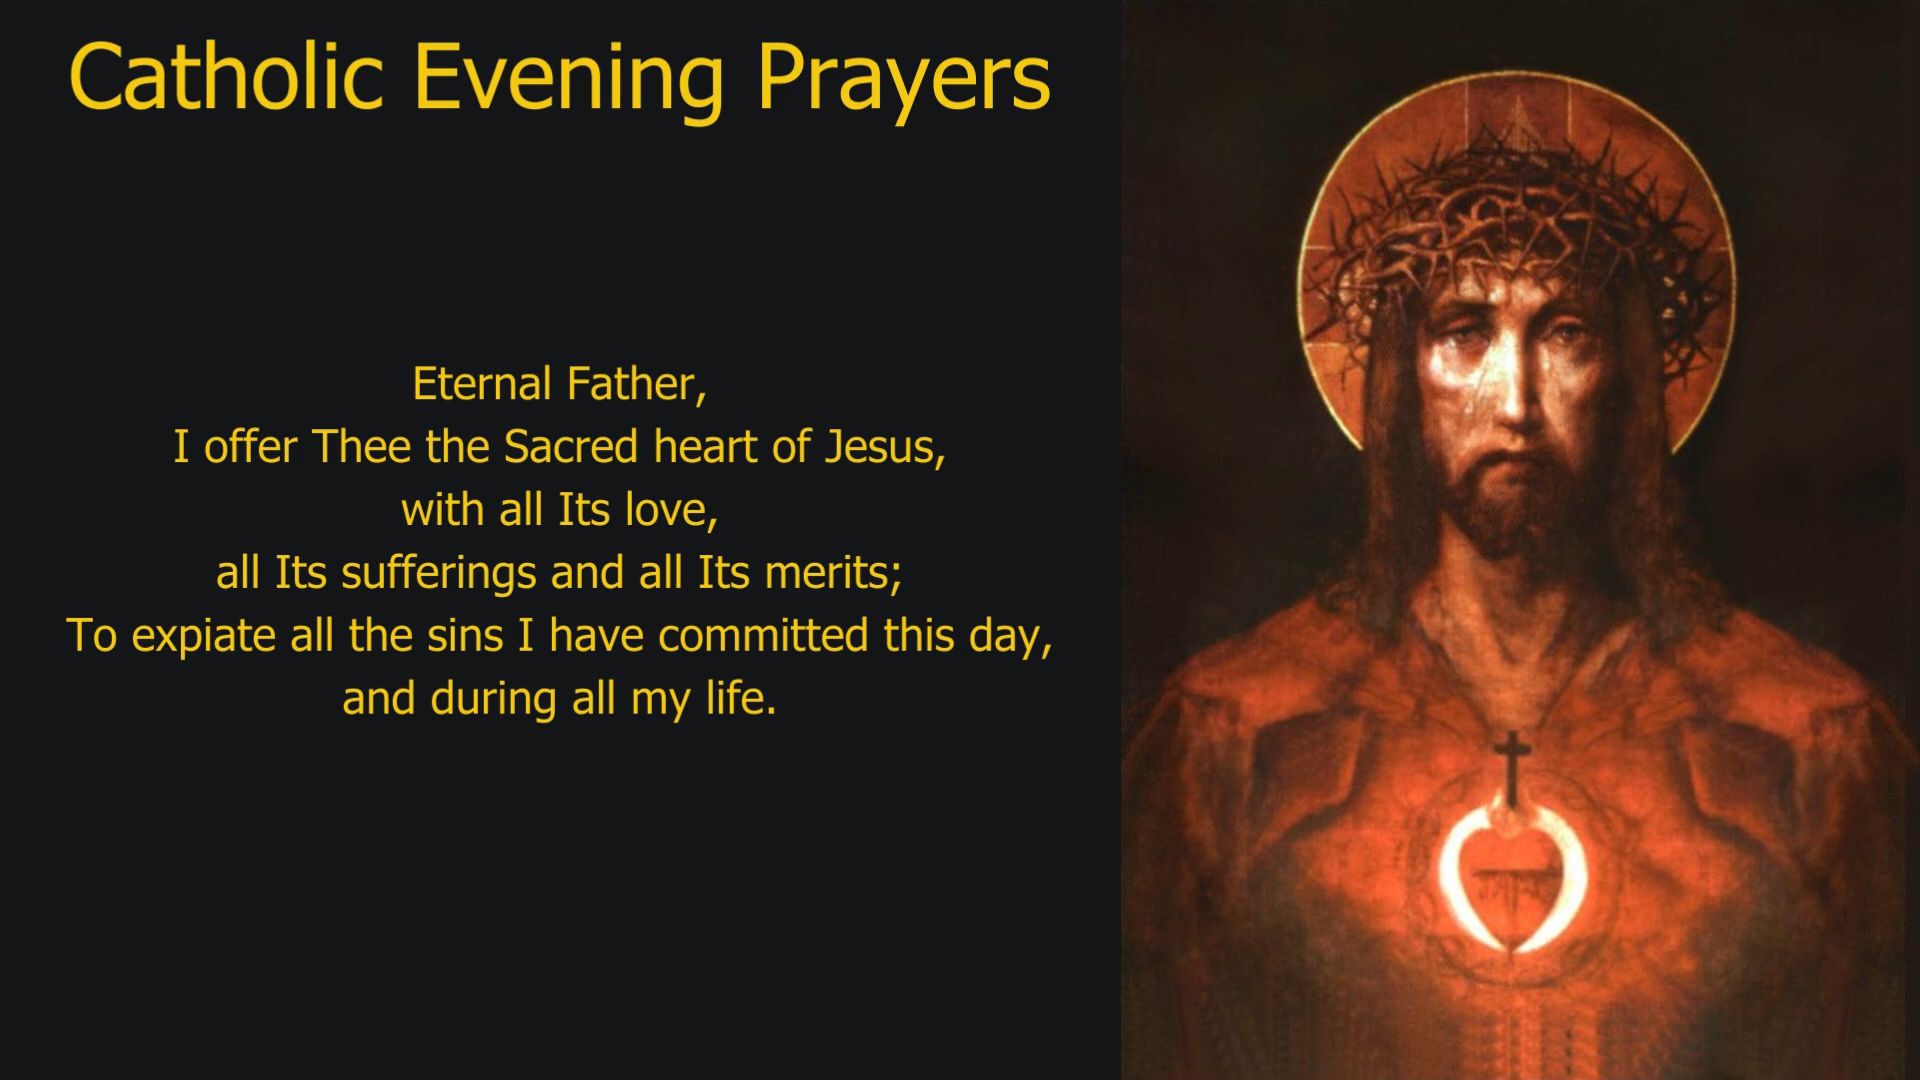 Catholic Evening Prayers
Eternal Father,
I offer Thee the Sacred heart of Jesus,
with all Its love,
all Its sufferings and all Its merits;
To expiate all the sins I have committed this day,
and during all my life.